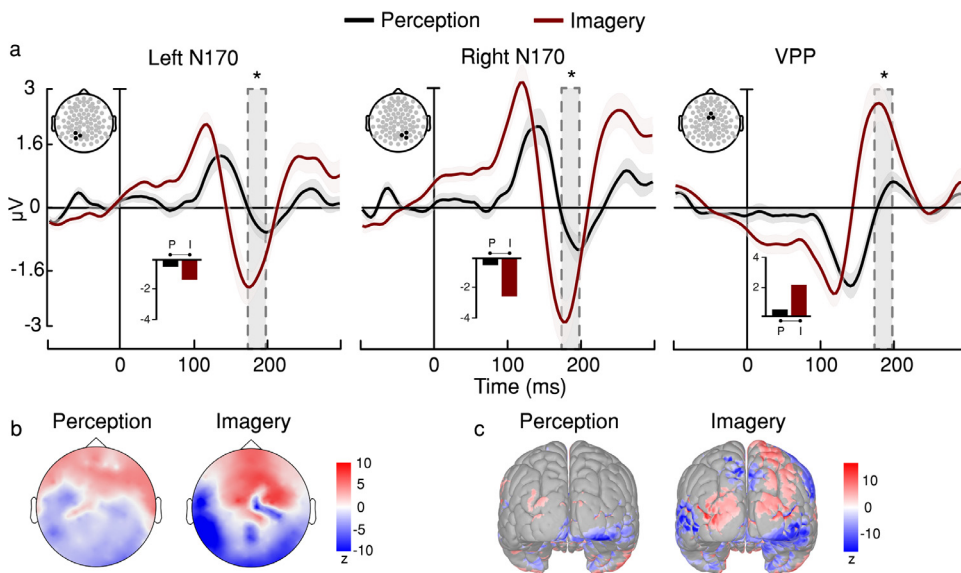 Perception Imagery
a
Left N170 Right N170 VPP
* * *
3
1.6
0
-1.6
-3
μV
P I
-2
-4
P I
-2
-4
4
2
P I
0 100 200 0 100 200 0 100 200
Time (ms)
b
Perception Imagery
10
5
0
-5
-10
z
c
Perception Imagery
10
0
-10
z